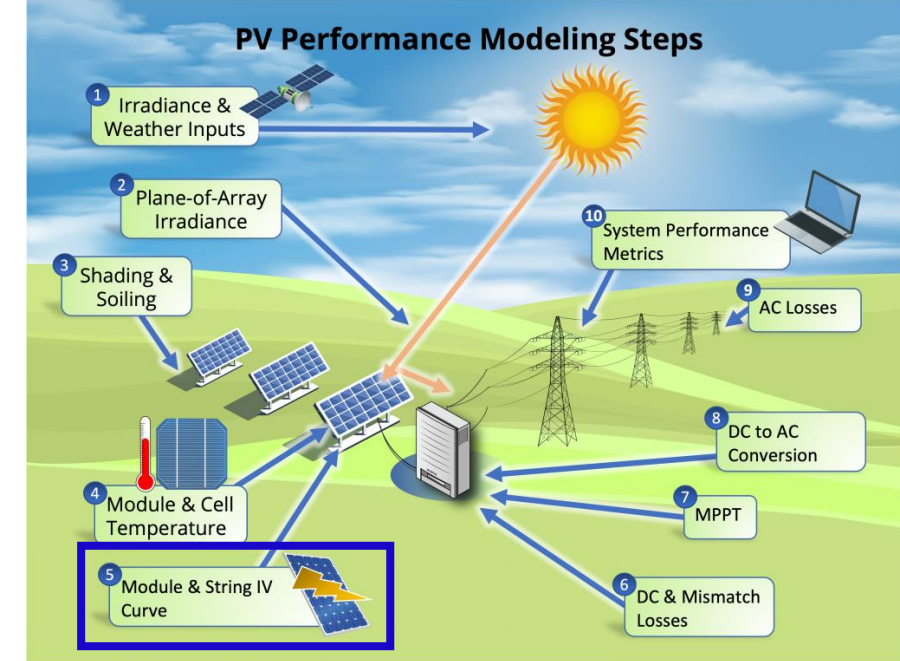 PV Performance Modeling Steps
1
Irradiance &
Weather Inputs
2
Plane-of-Array
Irradiance
3
Shading &
Soiling
4
Module & Cell
Temperature
5
Module & String IV
Curve
6
DC & Mismatch
Losses
7
MPPT
8
DC to AC
Conversion
9
AC Losses
10
System Performance
Metrics